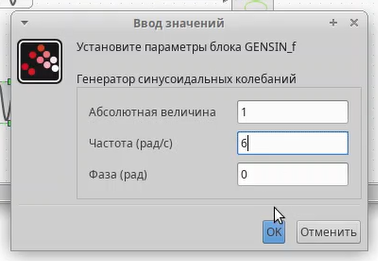 Ввод значений
Установите параметры блока GENSIN_f
Генератор синусоидальных колебаний
Абсолютная величина 1
Частота (рад/с) 6
Фаза (рад) 0
OK Отменить